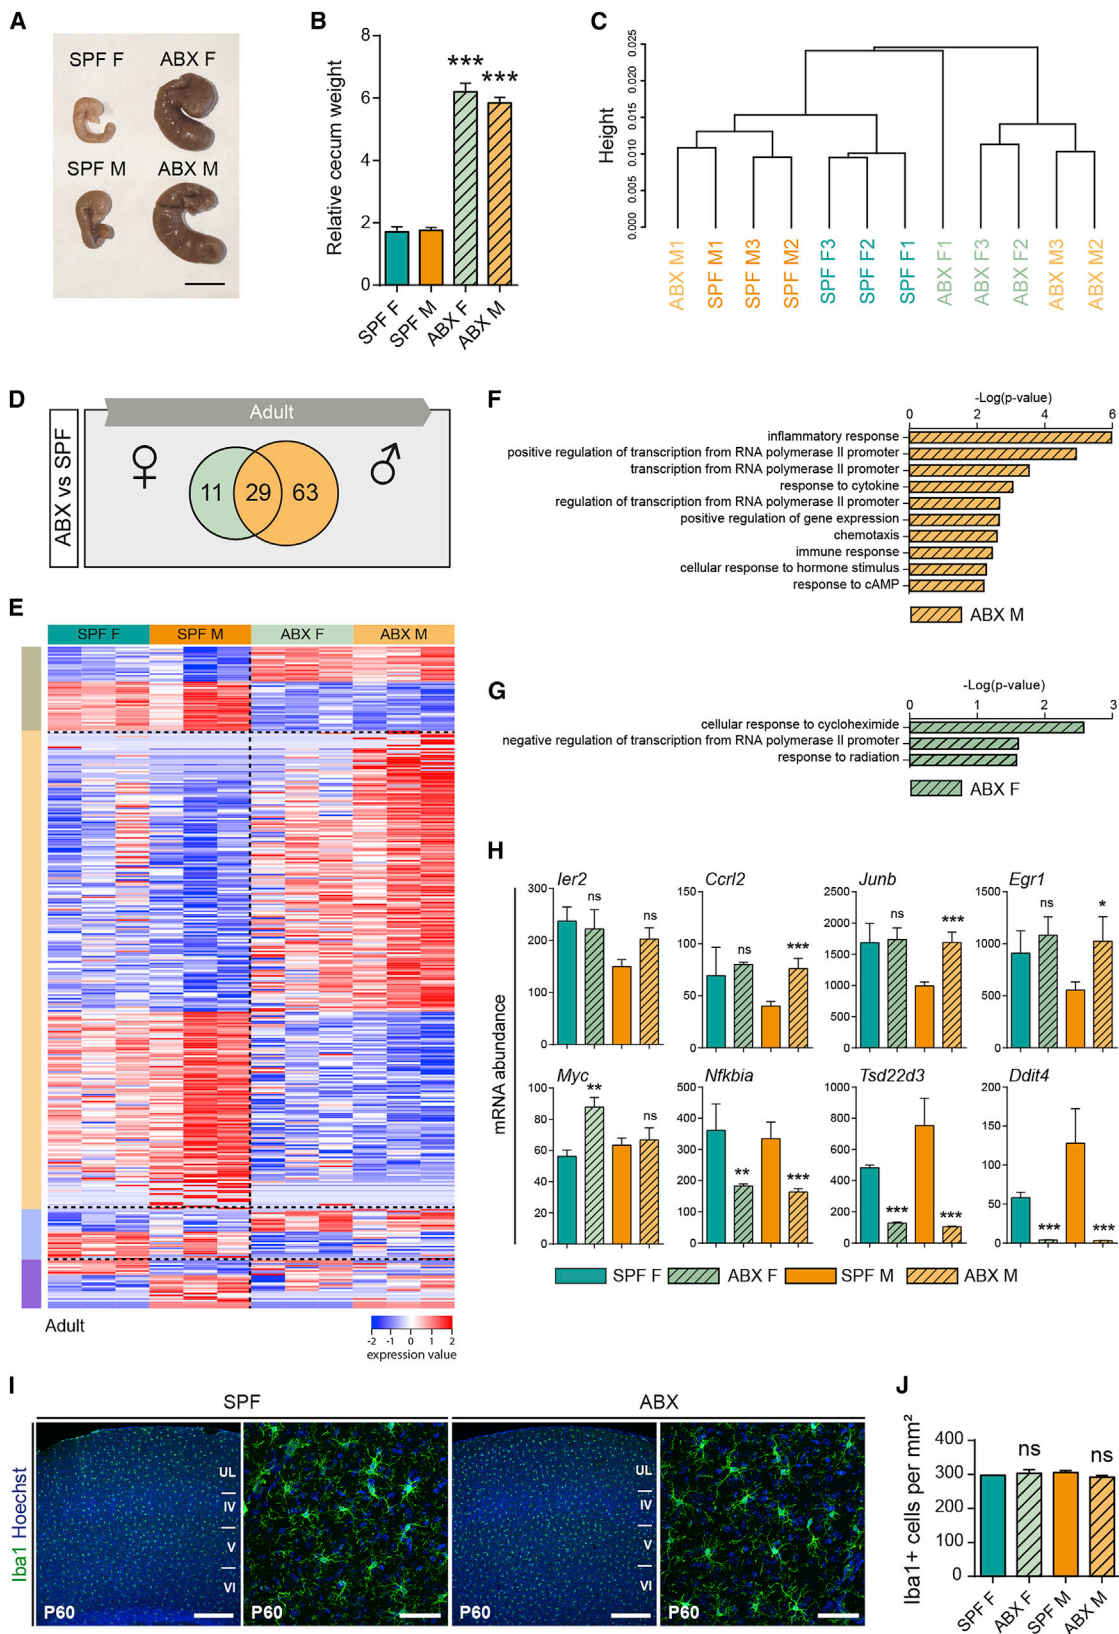 A
SPF F
ABX F
SPF M
ABX M
B
Relative cecum weight
8
6
4
2
0
***
***
SPF F
SPF M
ABX F
ABX M
C
Height
0.025
0.020
0.015
0.010
0.005
0.000
ABX M1
SPF M1
SPF M3
SPF M2
SPF F3
SPF F2
SPF F1
ABX F1
ABX F3
ABX F2
ABX M3
ABX M2
D
ABX vs SPF
Adult
♀
11
29
63
♂
E
SPF F
SPF M
ABX F
ABX M
Adult
-2 -1 0 1 2
expression value
F
-Log(p-value)
0 2 4 6
inflammatory response
positive regulation of transcription from RNA polymerase II promoter
transcription from RNA polymerase II promoter
response to cytokine
regulation of transcription from RNA polymerase II promoter
positive regulation of gene expression
chemotaxis
immune response
cellular response to hormone stimulus
response to cAMP
ABX M
G
-Log(p-value)
0 1 2 3
cellular response to cycloheximide
negative regulation of transcription from RNA polymerase II promoter
response to radiation
ABX F
H
mRNA abundance
Ier2
300
200
100
0
ns
ns
Ccrl2
150
100
50
0
ns
***
Junb
2500
2000
1500
1000
500
0
ns
***
Egr1
1500
1000
500
0
ns
*
Myc
100
80
60
40
20
0
**
ns
Nfkbia
500
400
300
200
100
0
**
***
Tsd22d3
1000
800
600
400
200
0
***
***
Ddit4
200
150
100
50
0
***
***
SPF F
ABX F
SPF M
ABX M
I
SPF
ABX
Iba1 Hoechst
UL
IV
V
VI
P60
P60
UL
IV
V
VI
P60
P60
J
Iba1+ cells per mm²
400
300
200
100
0
ns
ns
SPF F
ABX F
SPF M
ABX M